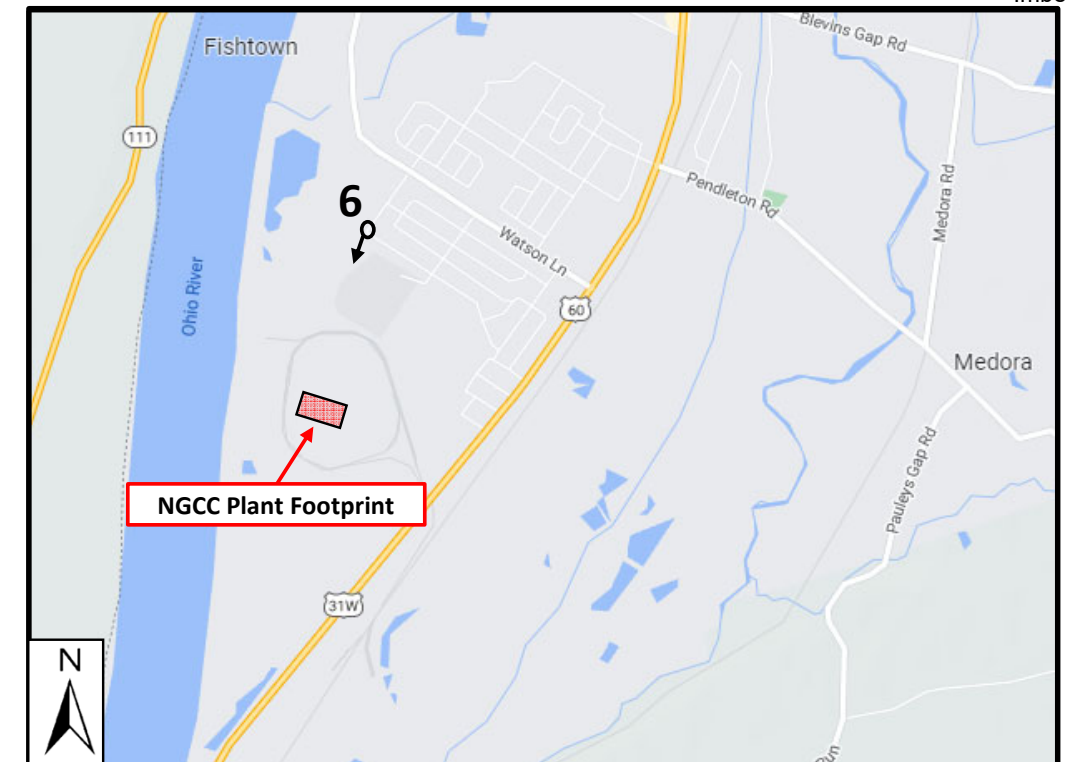 Fishtown
Blevins Gap Rd
111
6
Pendleton Rd
Medora Rd
Watson Ln
Ohio River
60
Medora
NGCC Plant Footprint
Pauleys Gap Rd
31W
N